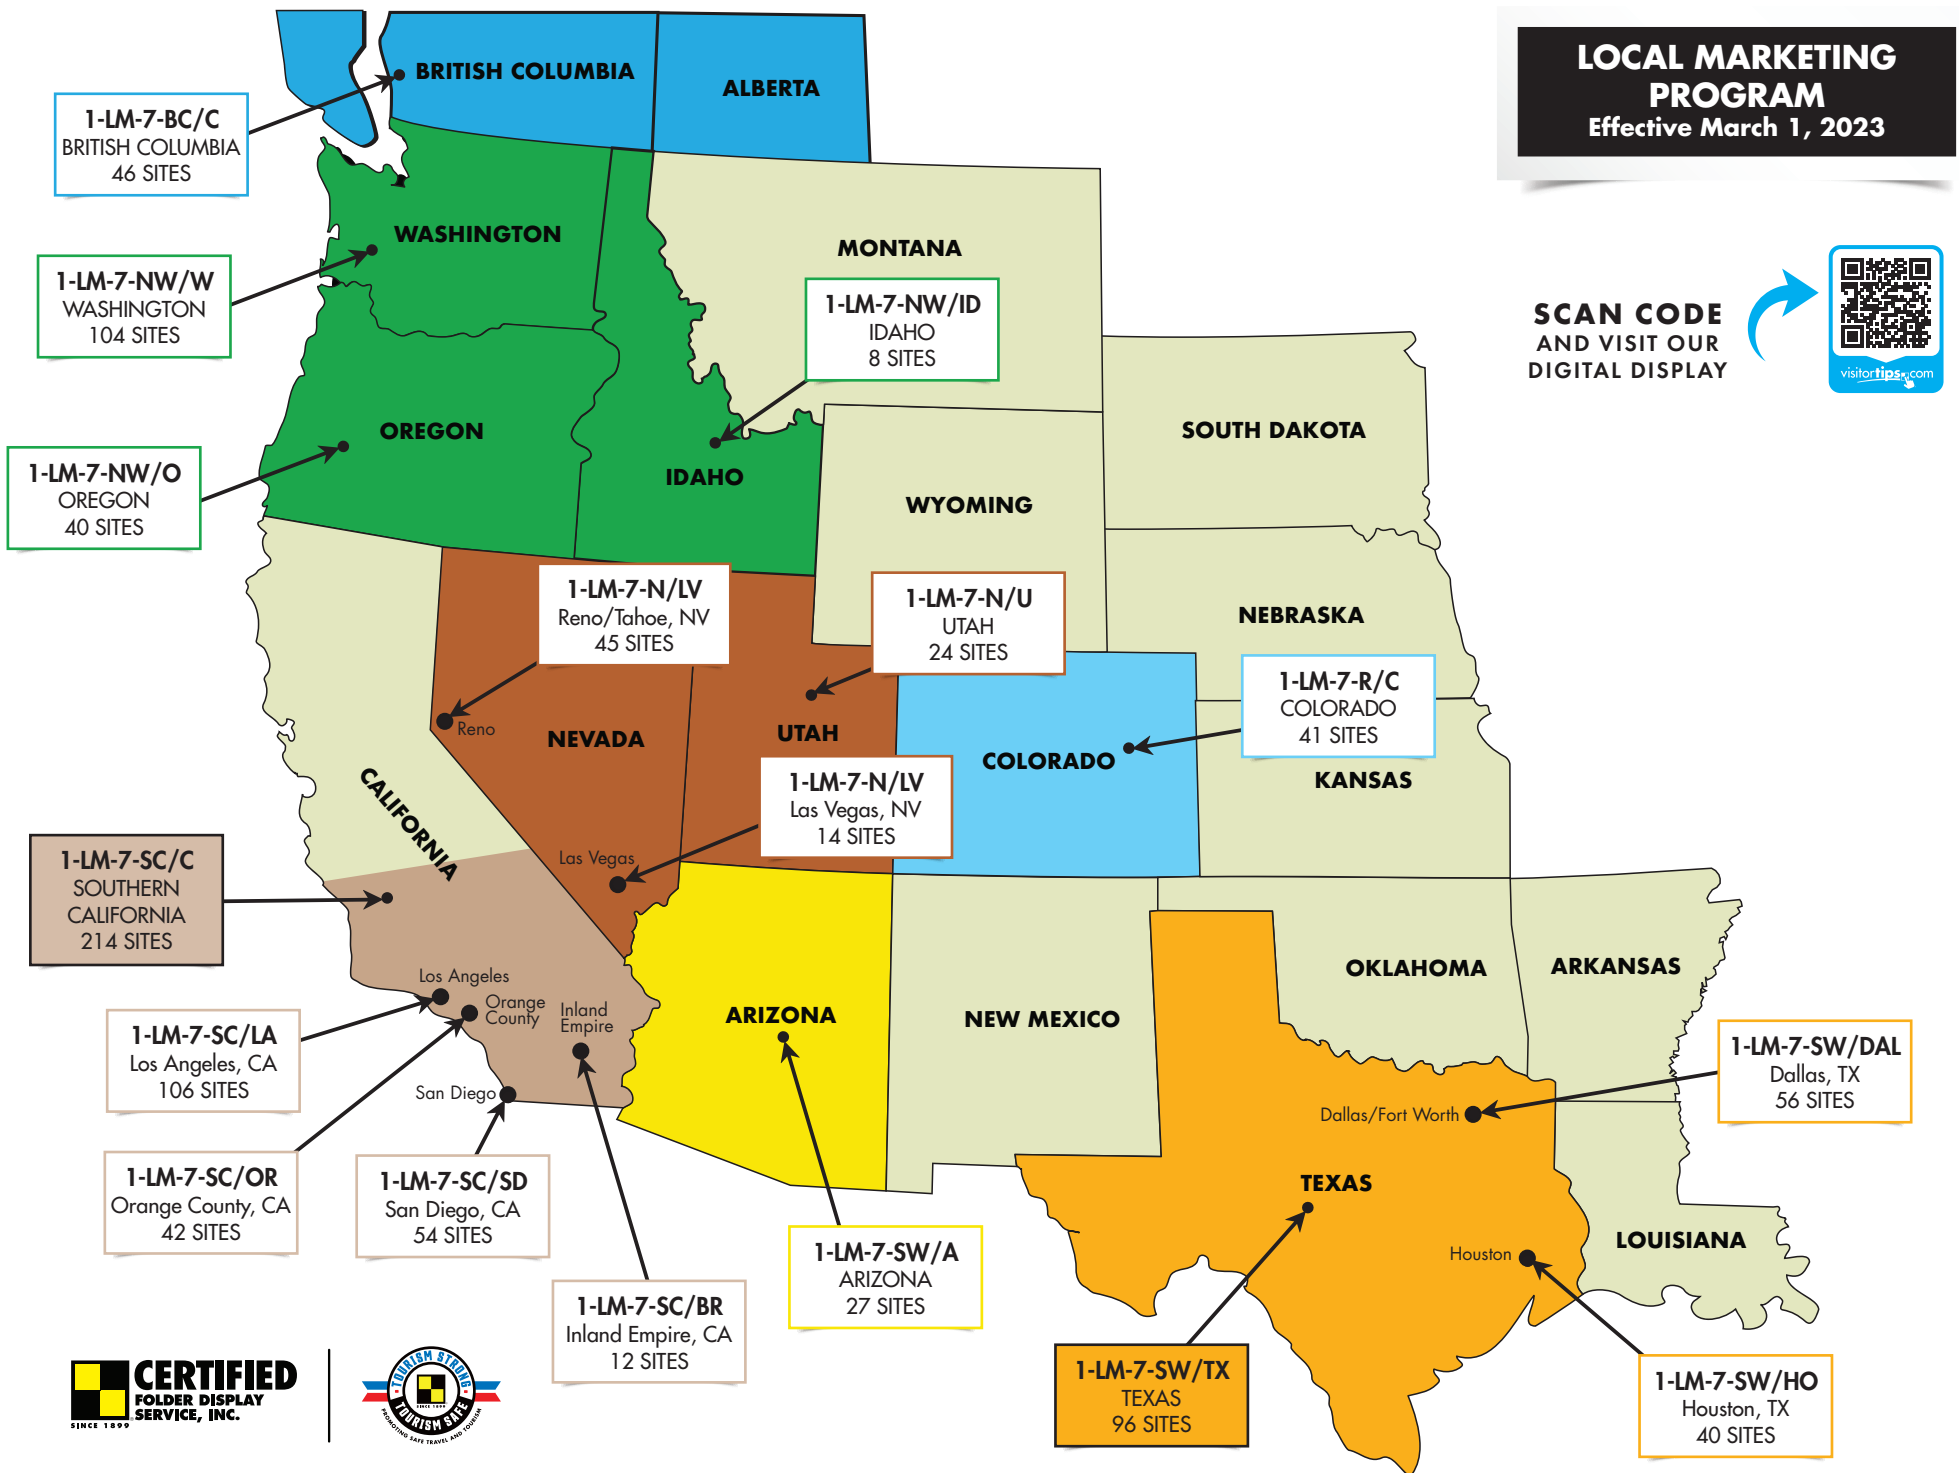 LOCAL MARKETING
PROGRAM
Effective March 1, 2023
SCAN CODE
AND VISIT OUR
DIGITAL DISPLAY
visitortips.com
BRITISH COLUMBIA
ALBERTA
1-LM-7-BC/C
BRITISH COLUMBIA
46 SITES
WASHINGTON
1-LM-7-NW/W
WASHINGTON
104 SITES
MONTANA
1-LM-7-NW/ID
IDAHO
8 SITES
OREGON
1-LM-7-NW/O
OREGON
40 SITES
IDAHO
SOUTH DAKOTA
WYOMING
1-LM-7-N/LV
Reno/Tahoe, NV
45 SITES
1-LM-7-N/U
UTAH
24 SITES
NEBRASKA
1-LM-7-R/C
COLORADO
41 SITES
Reno
NEVADA
UTAH
COLORADO
KANSAS
1-LM-7-N/LV
Las Vegas, NV
14 SITES
CALIFORNIA
Las Vegas
1-LM-7-SC/C
SOUTHERN
CALIFORNIA
214 SITES
Los Angeles
Orange
County
Inland
Empire
ARIZONA
NEW MEXICO
OKLAHOMA
ARKANSAS
1-LM-7-SC/LA
Los Angeles, CA
106 SITES
San Diego
1-LM-7-SW/DAL
Dallas, TX
56 SITES
Dallas/Fort Worth
1-LM-7-SC/OR
Orange County, CA
42 SITES
1-LM-7-SC/SD
San Diego, CA
54 SITES
TEXAS
LOUISIANA
Houston
1-LM-7-SW/A
ARIZONA
27 SITES
1-LM-7-SC/BR
Inland Empire, CA
12 SITES
1-LM-7-SW/TX
TEXAS
96 SITES
1-LM-7-SW/HO
Houston, TX
40 SITES
CERTIFIED
FOLDER DISPLAY
SERVICE, INC.
SINCE 1899
TOURISM STRONG
SINCE 1899
TOURISM SAFE
PROMOTING SAFE TRAVEL AND TOURISM